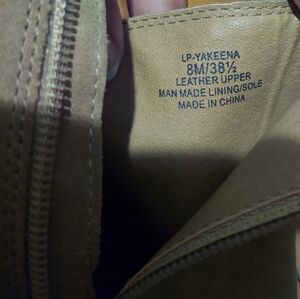 LP-YAKEENA
8M/38½
LEATHER UPPER
MAN MADE LINING/SOLE
MADE IN CHINA